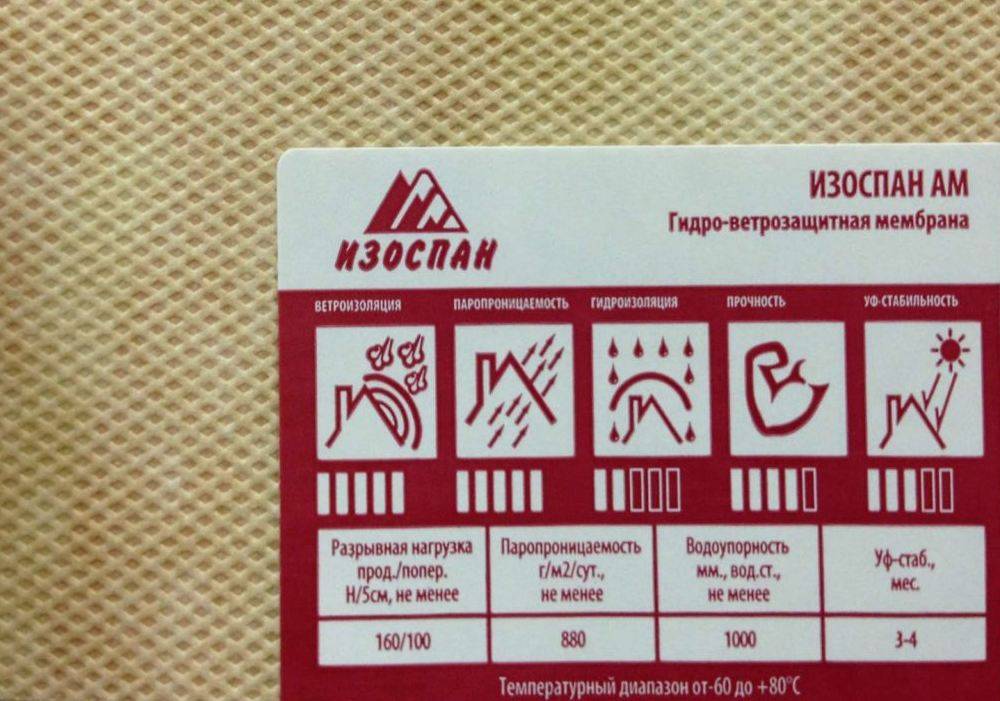 ИЗОСПАН
ИЗОСПАН АМ
Гидро-ветрозащитная мембрана
ВЕТРОИЗОЛЯЦИЯ ПАРОПРОНИЦАЕМОСТЬ ГИДРОИЗОЛЯЦИЯ ПРОЧНОСТЬ УФ-СТАБИЛЬНОСТЬ
Разрывная нагрузка
прод./попер.
Н/5см, не менее
Паропроницаемость
г/м2/сут.,
не менее
Водоупорность
мм., вод.ст.,
не менее
Уф-стаб.,
мес.
160/100 880 1000 3-4
Температурный диапазон от-60 до +80°С